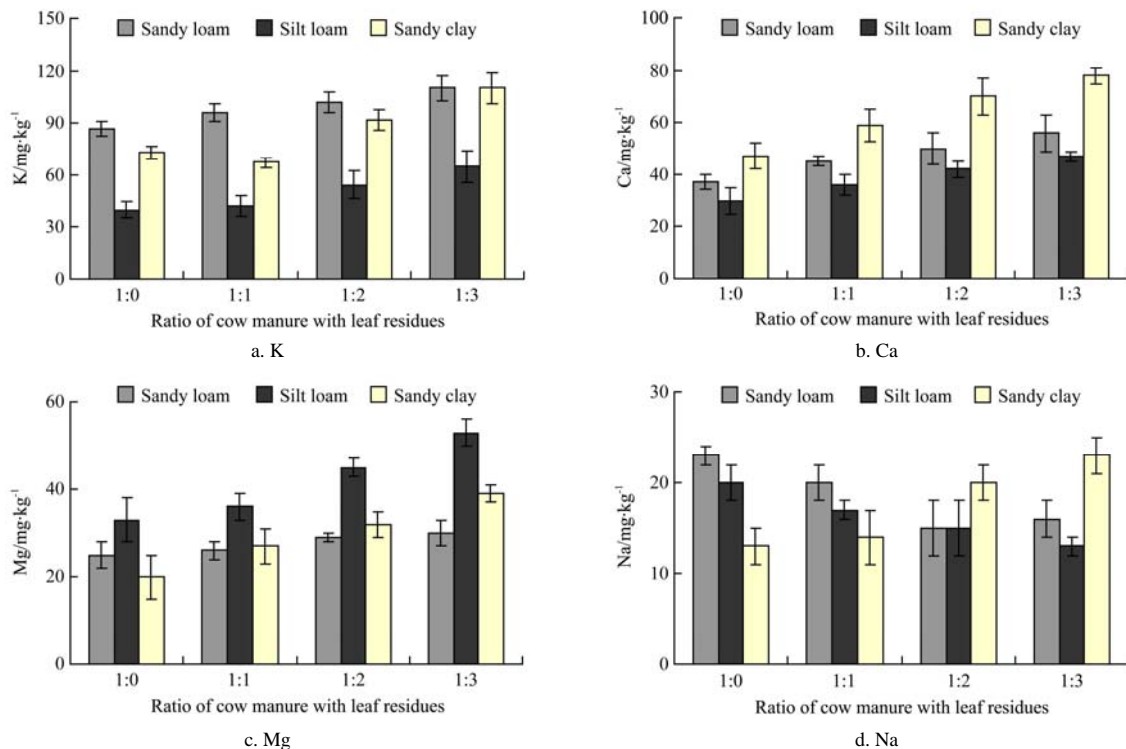 150
120
90
60
30
0
K/mg·kg⁻¹
Sandy loam Silt loam Sandy clay
1:0 1:1 1:2 1:3
Ratio of cow manure with leaf residues
a. K
100
80
60
40
20
0
Ca/mg·kg⁻¹
Sandy loam Silt loam Sandy clay
1:0 1:1 1:2 1:3
Ratio of cow manure with leaf residues
b. Ca
60
40
20
0
Mg/mg·kg⁻¹
Sandy loam Silt loam Sandy clay
1:0 1:1 1:2 1:3
Ratio of cow manure with leaf residues
c. Mg
30
20
10
0
Na/mg·kg⁻¹
Sandy loam Silt loam Sandy clay
1:0 1:1 1:2 1:3
Ratio of cow manure with leaf residues
d. Na